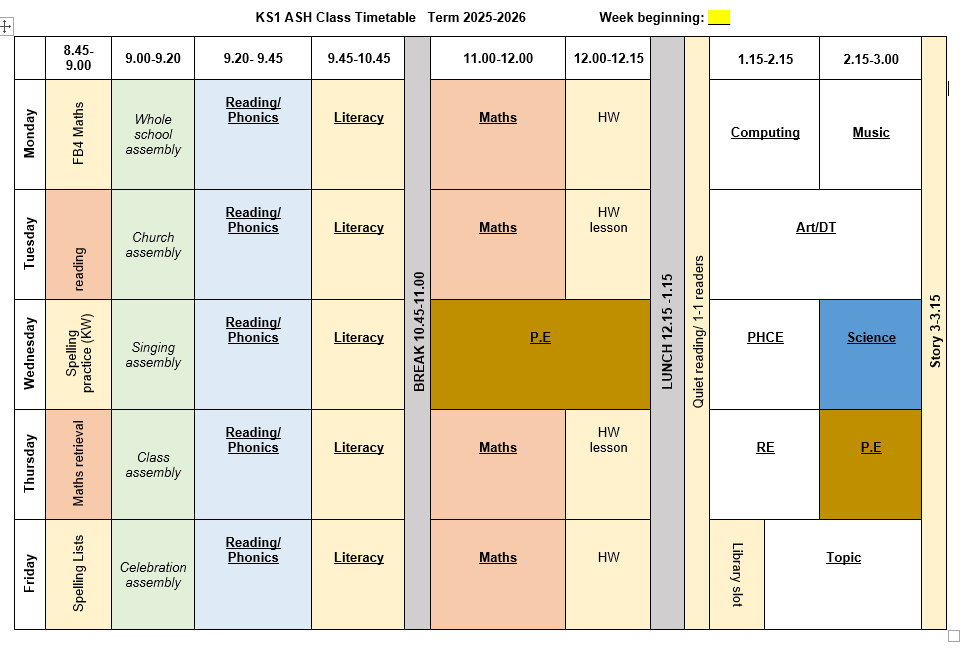 KS1 ASH Class Timetable Term 2025-2026 Week beginning:
8.45-
9.00
9.00-9.20
9.20- 9.45
9.45-10.45
BREAK 10.45-11.00
11.00-12.00
12.00-12.15
LUNCH 12.15 -1.15
Quiet reading/ 1-1 readers
1.15-2.15
2.15-3.00
Story 3-3.15
Monday
FB4 Maths
Whole
school
assembly
Reading/
Phonics
Literacy
Maths
HW
Computing
Music
Tuesday
reading
Church
assembly
Reading/
Phonics
Literacy
Maths
HW
lesson
Art/DT
Wednesday
Spelling
practice (KW)
Singing
assembly
Reading/
Phonics
Literacy
P.E
PHCE
Science
Thursday
Maths retrieval
Class
assembly
Reading/
Phonics
Literacy
Maths
HW
lesson
RE
P.E
Friday
Spelling Lists
Celebration
assembly
Reading/
Phonics
Literacy
Maths
HW
Library slot
Topic